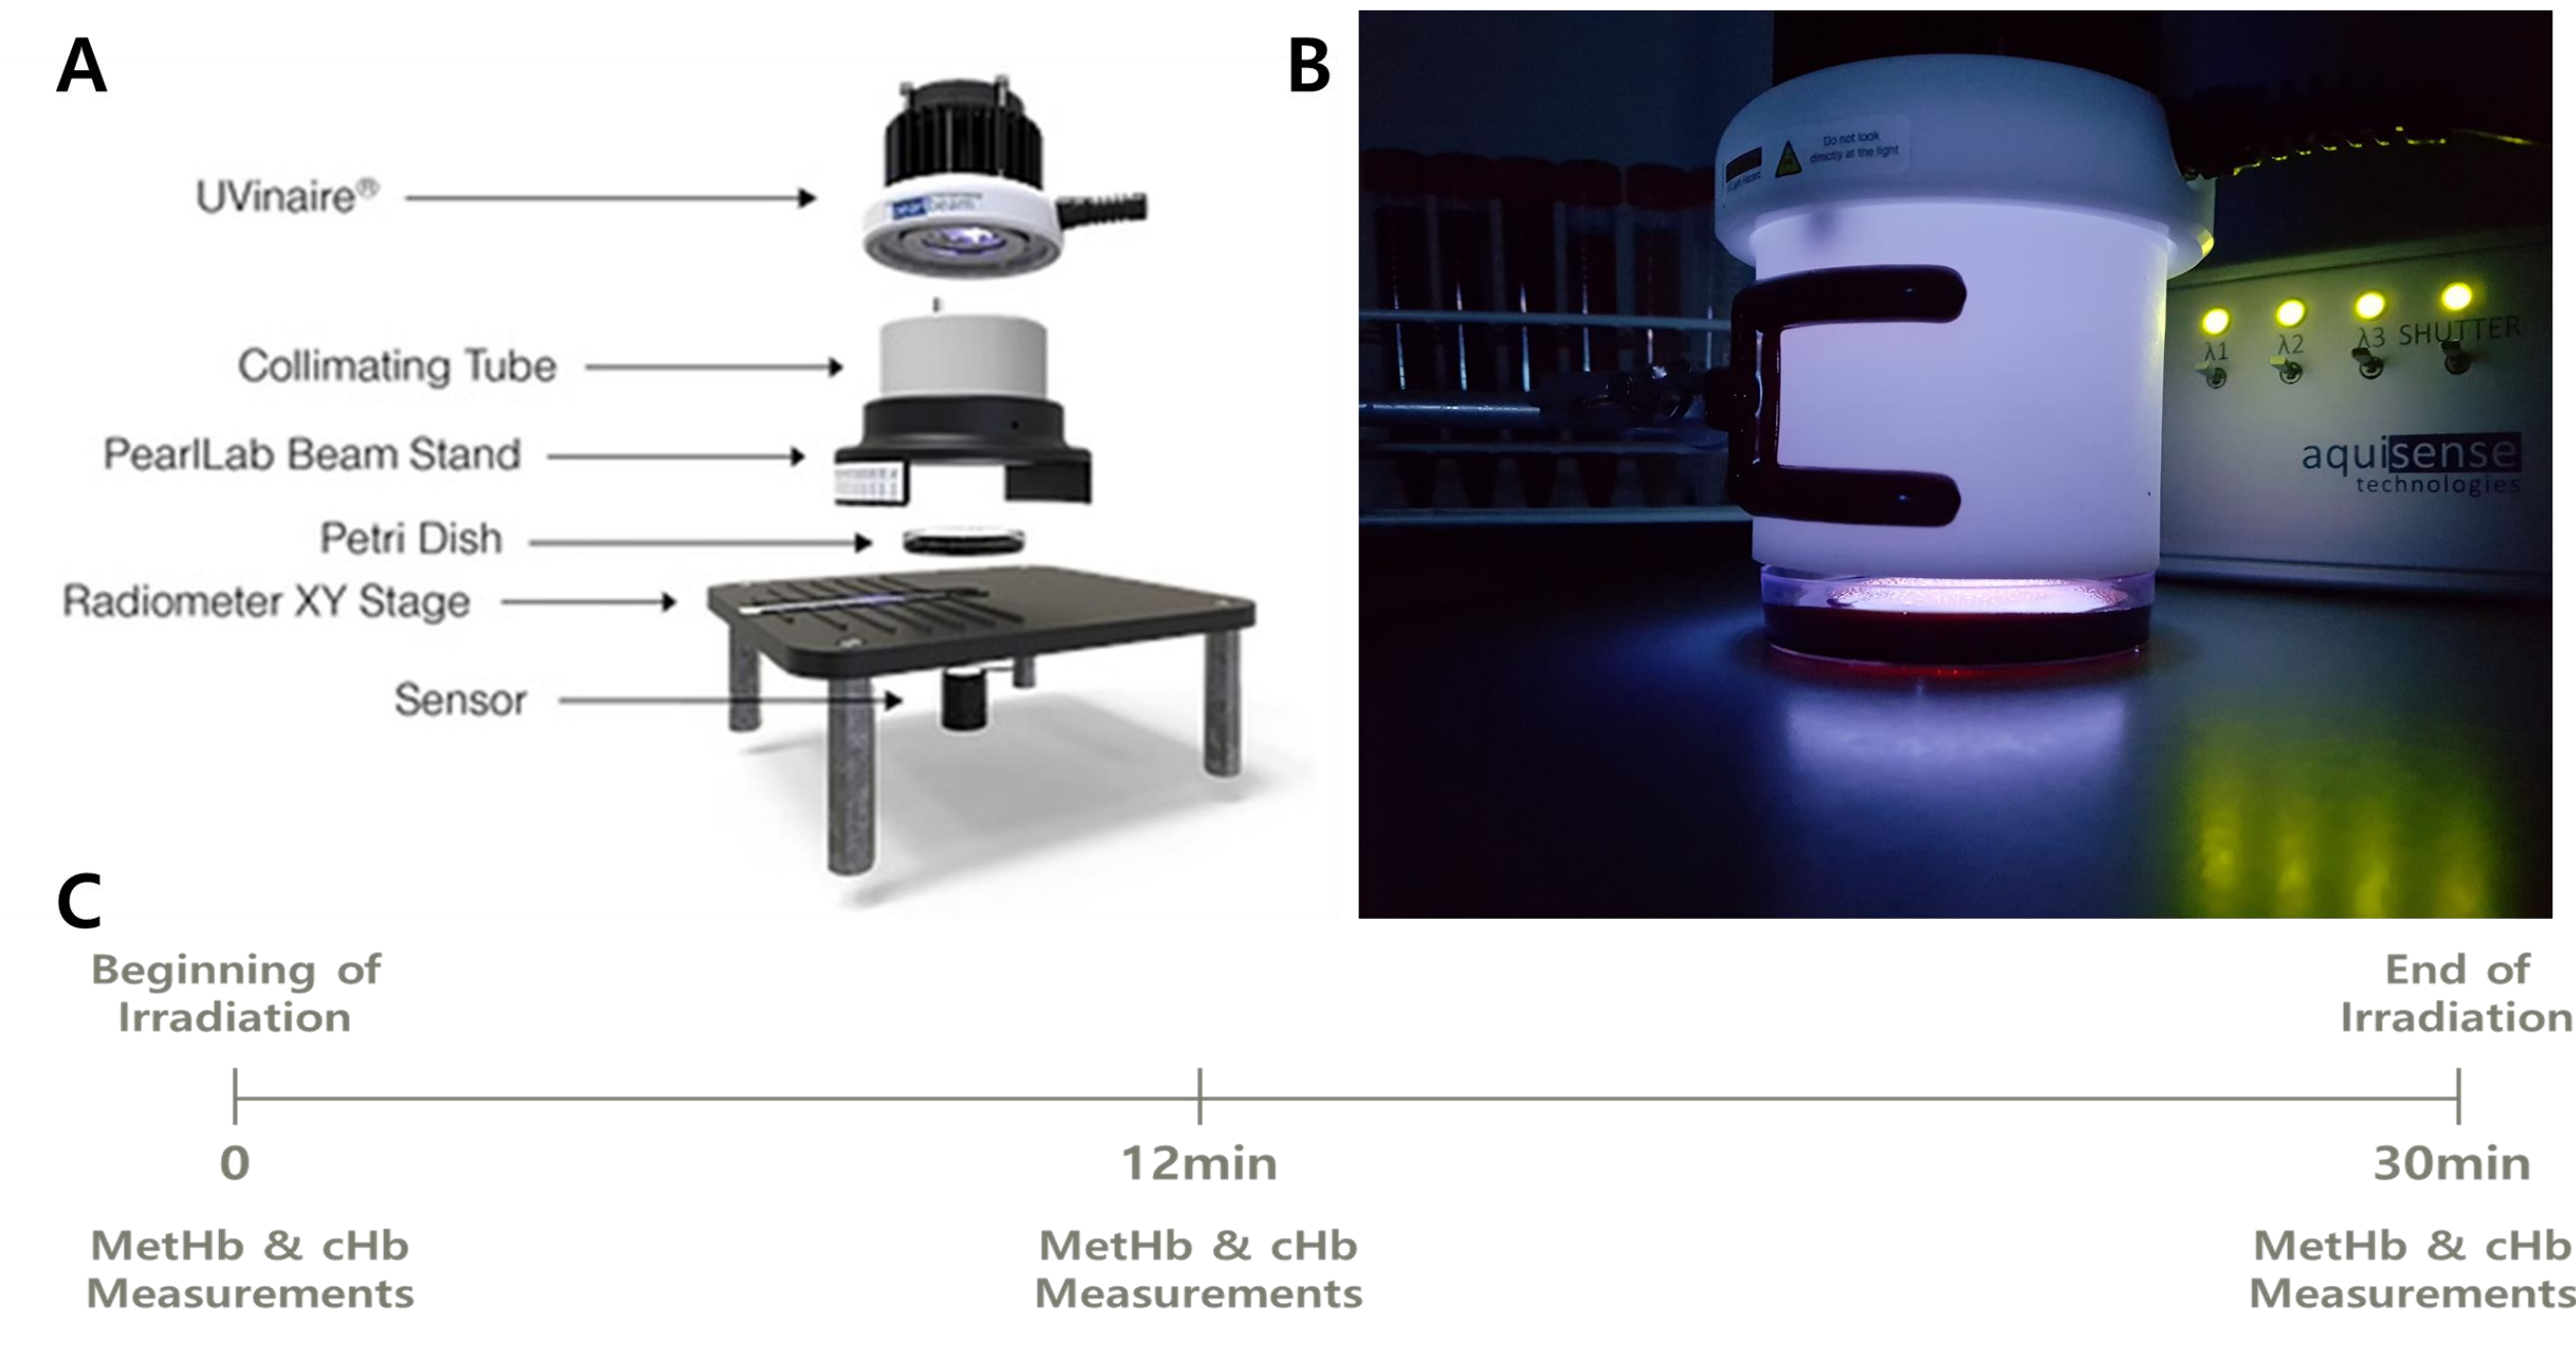 A
UVinaire®
Collimating Tube
PearlLab Beam Stand
Petri Dish
Radiometer XY Stage
Sensor
B
Do not look
directly at the light
λ1 λ2 λ3 SHUTTER
aquisense
technologies
C
Beginning of
Irradiation
End of
Irradiation
0
12min
30min
MetHb & cHb
Measurements
MetHb & cHb
Measurements
MetHb & cHb
Measurements